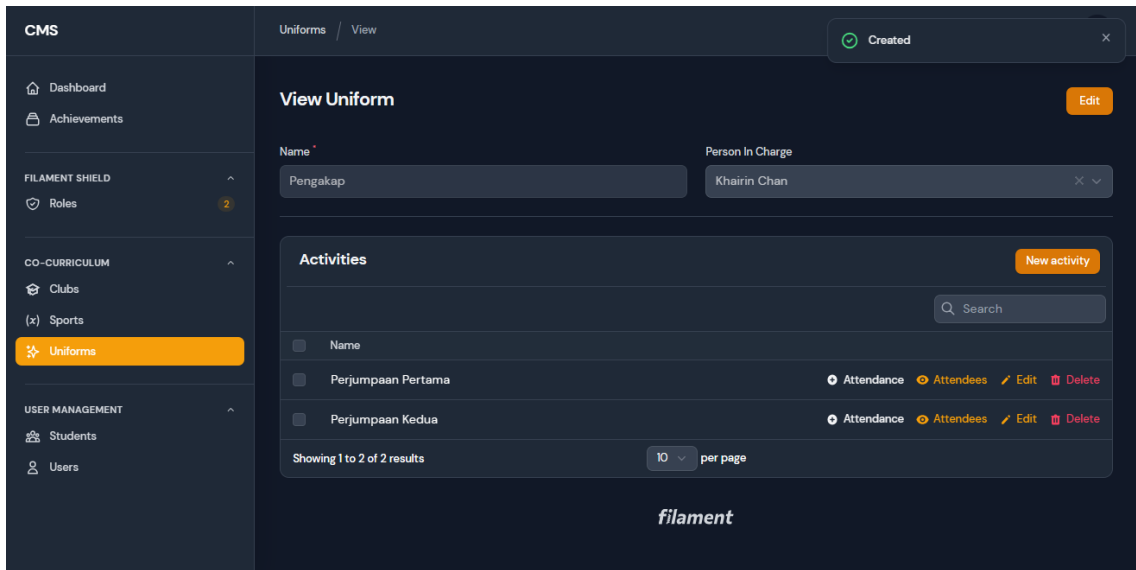 CMS
Uniforms / View
Created
Dashboard
Achievements
FILAMENT SHIELD
Roles 2
CO-CURRICULUM
Clubs
(x) Sports
Uniforms
USER MANAGEMENT
Students
Users
View Uniform
Edit
Name*
Person In Charge
Pengakap
Khairin Chan
Activities
New activity
Search
Name
Perjumpaan Pertama Attendance Attendees Edit Delete
Perjumpaan Kedua Attendance Attendees Edit Delete
Showing 1 to 2 of 2 results 10 per page
filament